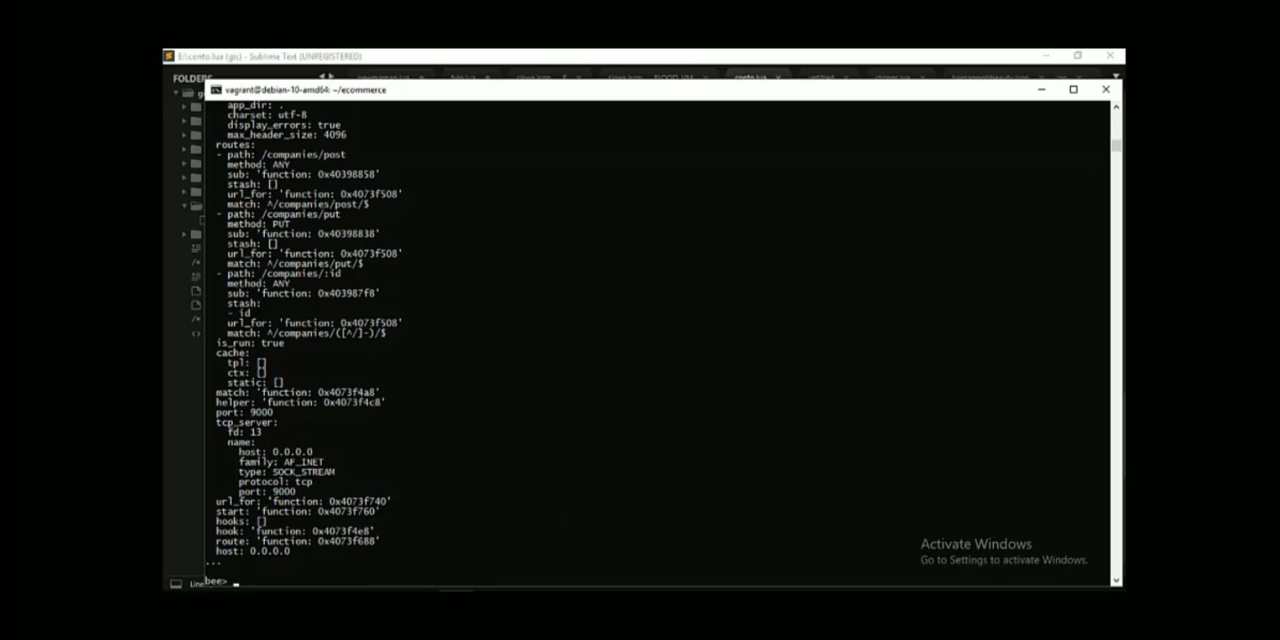 E:\conto.lua (go) - Sublime Text (UNREGISTERED)
FOLDERS
conto.lua
vagrant@debian-10-amd64: ~/ecommerce
app_dir: .
charset: utf-8
display_errors: true
max_header_size: 4096
routes:
- path: /companies/post
method: ANY
sub: 'function: 0x40398858'
stash: []
url_for: 'function: 0x4073f508'
match: ^/companies/post/$
- path: /companies/put
method: PUT
sub: 'function: 0x40398838'
stash: []
url_for: 'function: 0x4073f508'
match: ^/companies/put/$
- path: /companies/:id
method: ANY
sub: 'function: 0x403987f8'
stash:
- id
url_for: 'function: 0x4073f508'
match: ^/companies/([^/]-)/$
is_run: true
cache:
tpl: []
ctx: []
static: []
match: 'function: 0x4073f4a8'
helper: 'function: 0x4073f4c8'
port: 9000
tcp_server:
fd: 13
name:
host: 0.0.0.0
family: AF_INET
type: SOCK_STREAM
protocol: tcp
port: 9000
url_for: 'function: 0x4073f740'
start: 'function: 0x4073f760'
hooks: []
hook: 'function: 0x4073f4e8'
route: 'function: 0x4073f688'
host: 0.0.0.0
...
Line
bee>
Activate Windows
Go to Settings to activate Windows.